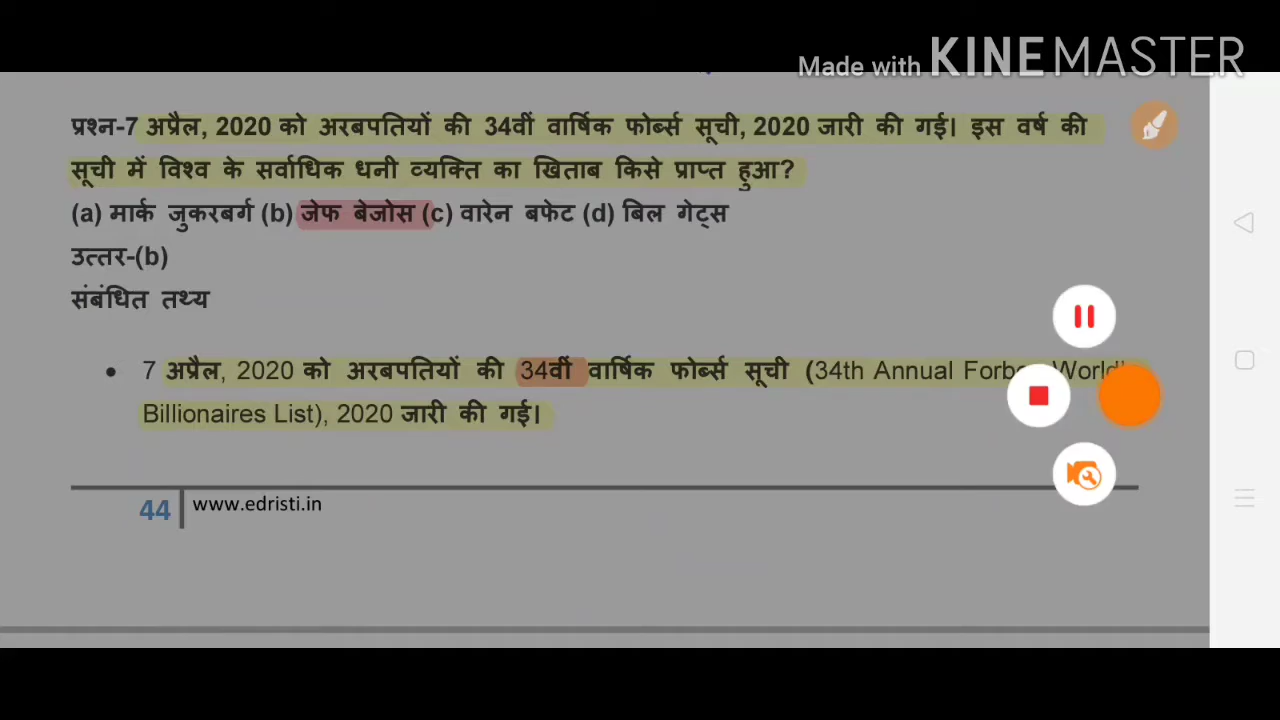 Made with KINEMASTER
प्रश्न-7 अप्रैल, 2020 को अरबपतियों की 34वीं वार्षिक फोर्ब्स सूची, 2020 जारी की गई। इस वर्ष की
सूची में विश्व के सर्वाधिक धनी व्यक्ति का खिताब किसे प्राप्त हुआ?
(a) मार्क जुकरबर्ग (b) जेफ बेजोस (c) वारेन बफेट (d) बिल गेट्स
उत्तर-(b)
संबंधित तथ्य
• 7 अप्रैल, 2020 को अरबपतियों की 34वीं वार्षिक फोर्ब्स सूची (34th Annual
Billionaires List), 2020 जारी की गई।
44 www.edristi.in